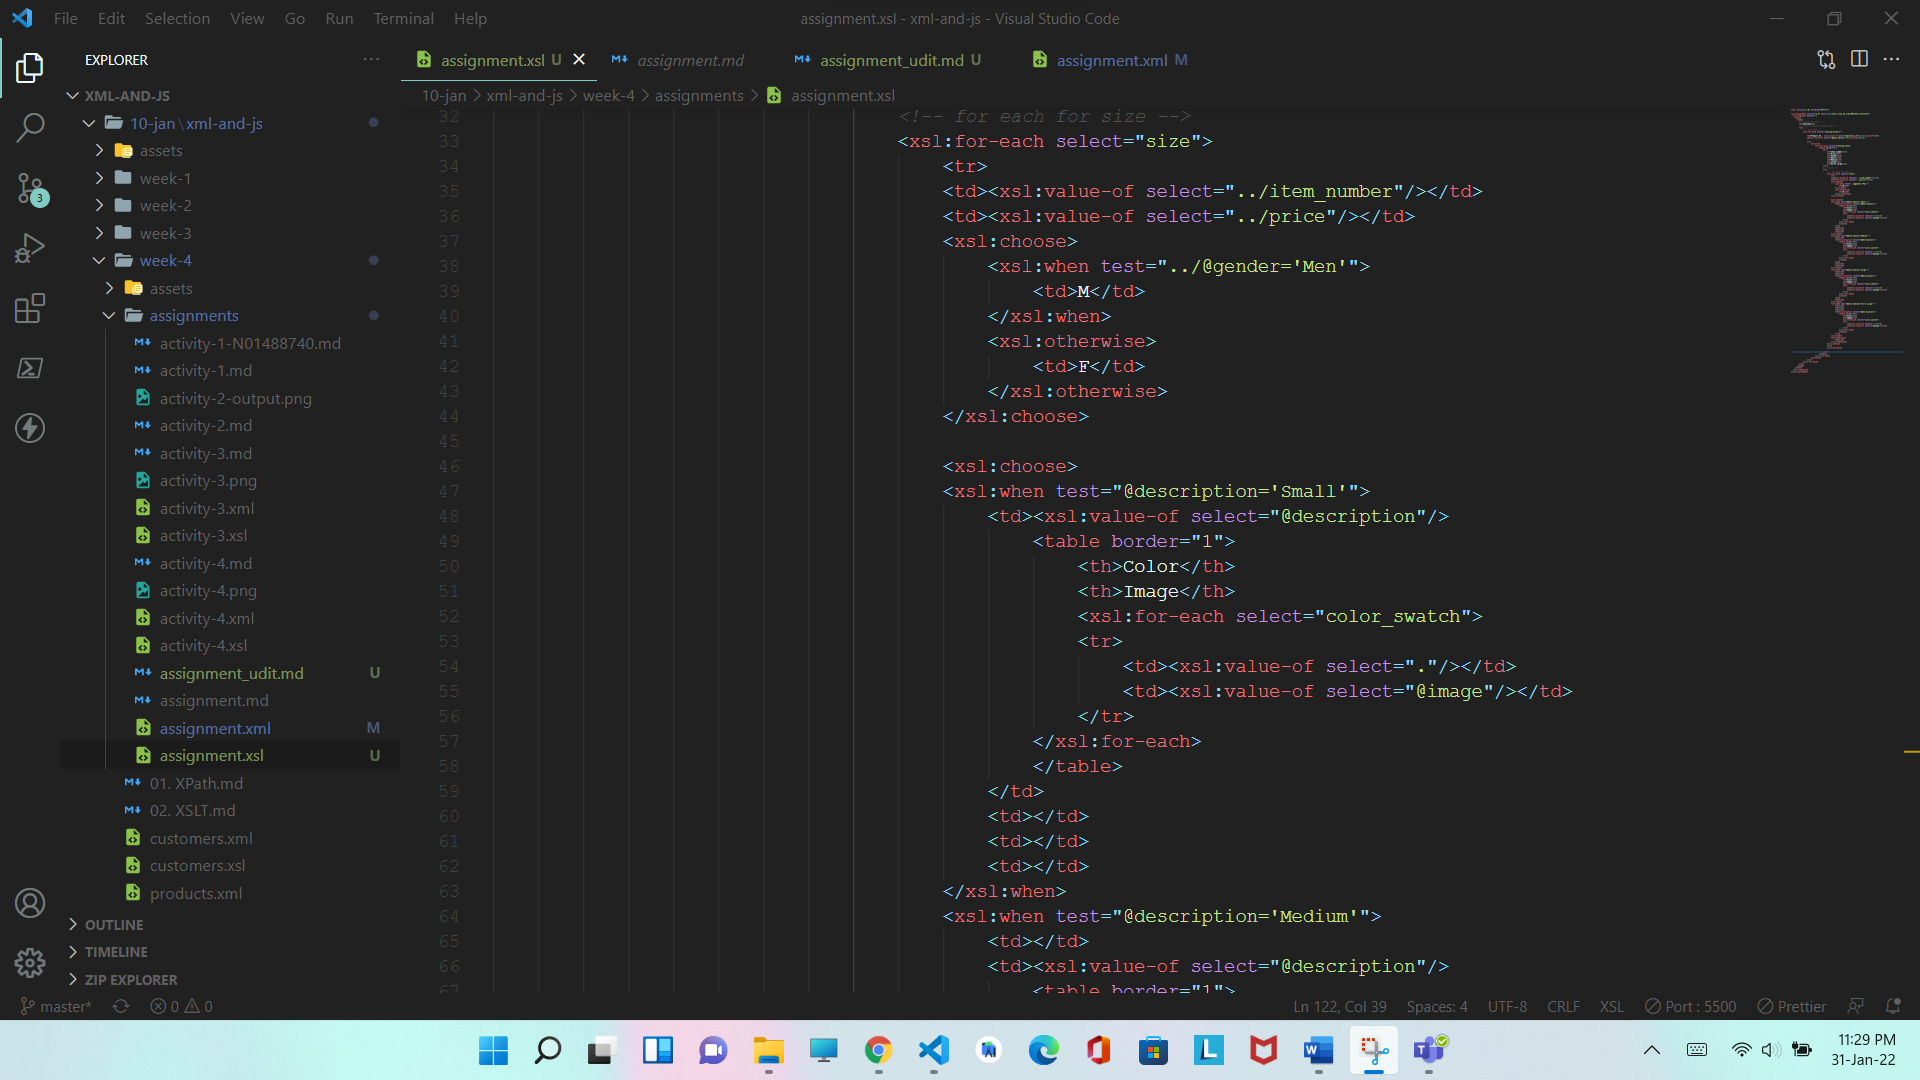 File Edit Selection View Go Run Terminal Help
assignment.xsl - xml-and-js - Visual Studio Code
EXPLORER
XML-AND-JS
10-jan\xml-and-js
assets
week-1
week-2
week-3
week-4
assets
assignments
activity-1-N01488740.md
activity-1.md
activity-2-output.png
activity-2.md
activity-3.md
activity-3.png
activity-3.xml
activity-3.xsl
activity-4.md
activity-4.png
activity-4.xml
activity-4.xsl
assignment_udit.md U
assignment.md
assignment.xml M
assignment.xsl U
01. XPath.md
02. XSLT.md
customers.xml
customers.xsl
products.xml
OUTLINE
TIMELINE
ZIP EXPLORER
3
assignment.xsl U
assignment.md
assignment_udit.md U
assignment.xml M
10-jan > xml-and-js > week-4 > assignments > assignment.xsl
32 <!-- for each for size -->
33 <xsl:for-each select="size">
34 <tr>
35 <td><xsl:value-of select="../item_number"/></td>
36 <td><xsl:value-of select="../price"/></td>
37 <xsl:choose>
38 <xsl:when test="../@gender='Men'">
39 <td>M</td>
40 </xsl:when>
41 <xsl:otherwise>
42 <td>F</td>
43 </xsl:otherwise>
44 </xsl:choose>
45
46 <xsl:choose>
47 <xsl:when test="@description='Small'">
48 <td><xsl:value-of select="@description"/>
49 <table border="1">
50 <th>Color</th>
51 <th>Image</th>
52 <xsl:for-each select="color_swatch">
53 <tr>
54 <td><xsl:value-of select="."/></td>
55 <td><xsl:value-of select="@image"/></td>
56 </tr>
57 </xsl:for-each>
58 </table>
59 </td>
60 <td></td>
61 <td></td>
62 <td></td>
63 </xsl:when>
64 <xsl:when test="@description='Medium'">
65 <td></td>
66 <td><xsl:value-of select="@description"/>
67 <table border="1">
master* 0 0
Ln 122, Col 39 Spaces: 4 UTF-8 CRLF XSL Port : 5500 Prettier
11:29 PM
31-Jan-22